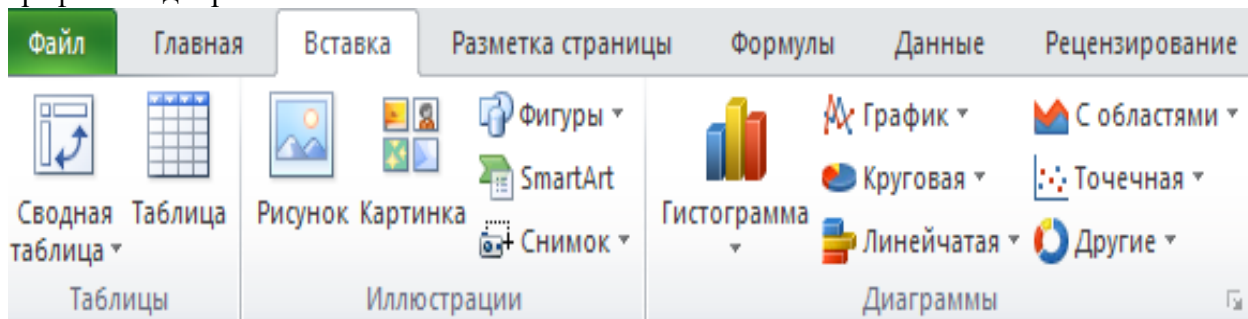 Файл Главная Вставка Разметка страницы Формулы Данные Рецензирование
Сводная таблица
Таблица
Таблицы
Рисунок
Картинка
Фигуры
SmartArt
Снимок
Иллюстрации
Гистограмма
График
Круговая
Линейчатая
С областями
Точечная
Другие
Диаграммы